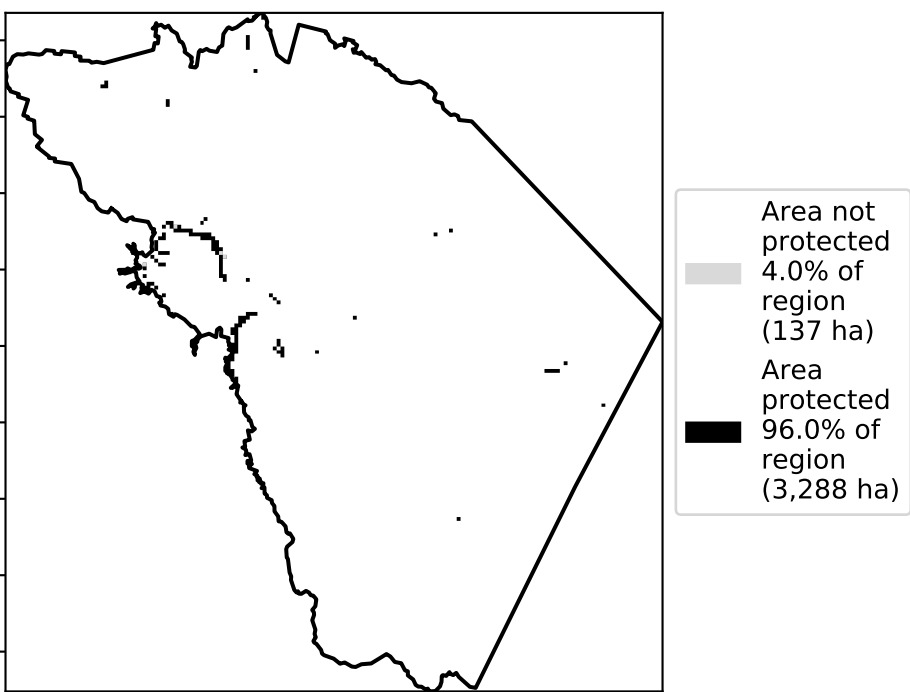 Area not
protected
4.0% of
region
(137 ha)
Area
protected
96.0% of
region
(3,288 ha)